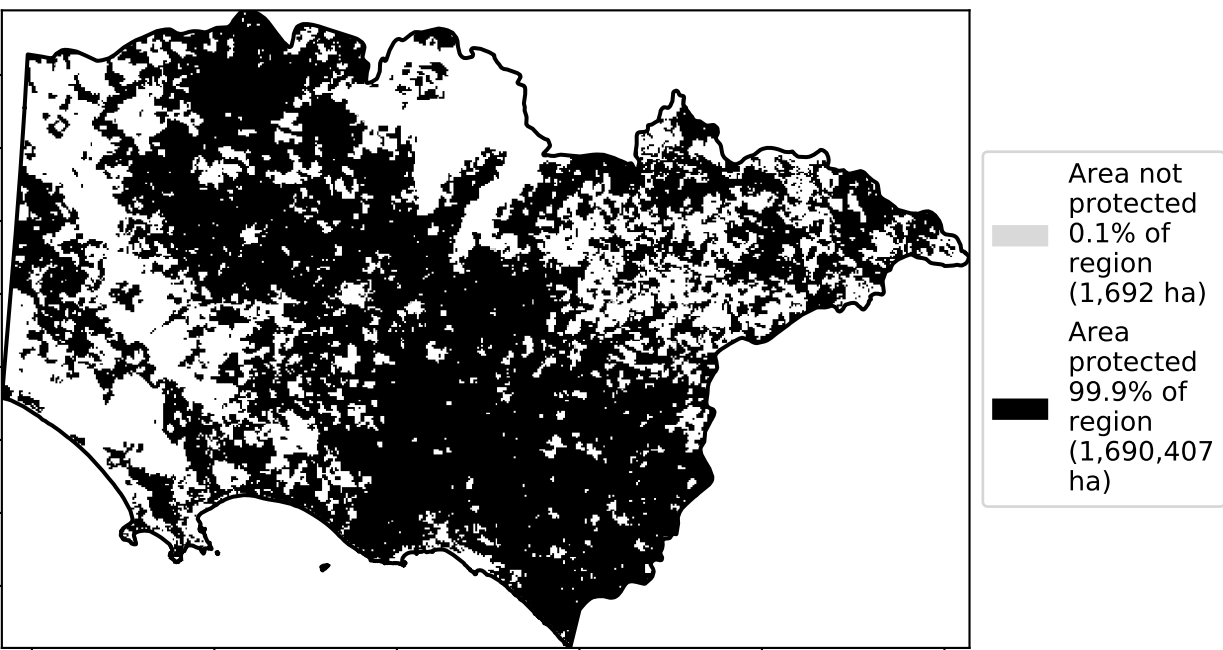 Area not
protected
0.1% of
region
(1,692 ha)
Area
protected
99.9% of
region
(1,690,407
ha)